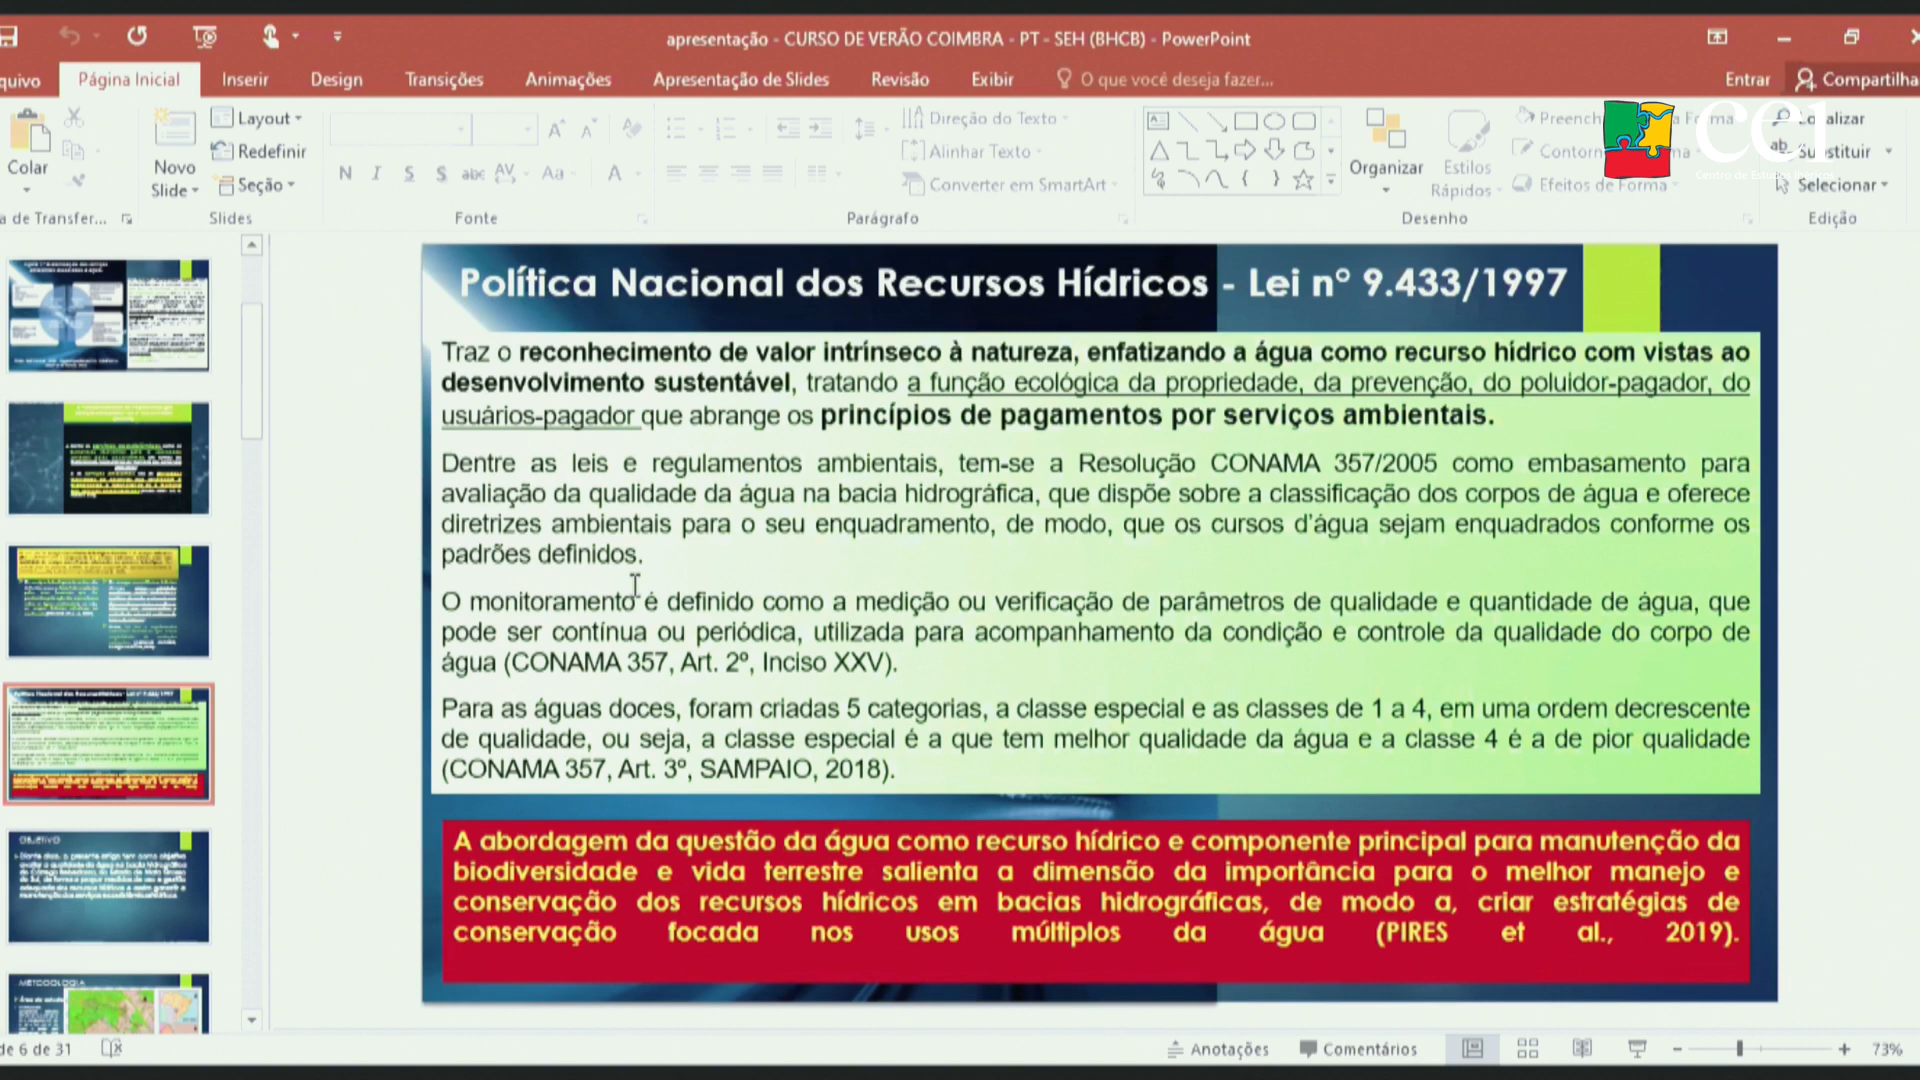 apresentação - CURSO DE VERÃO COIMBRA - PT - SEH (BHCB) - PowerPoint
quivo Página Inicial Inserir Design Transições Animações Apresentação de Slides Revisão Exibir O que você deseja fazer... Entrar Compartilha
Colar
Novo
Slide
Layout
Redefinir
Seção
N I S S abc AV Aa A
Direção do Texto
Alinhar Texto
Converter em SmartArt
Organizar
Estilos
Rápidos
Preench Forma
Contorn
Efeitos de Forma
cei
Centro de Estudos Ibéricos
Substituir
Selecionar
a de Transfer... Slides Fonte Parágrafo Desenho Edição
Política Nacional dos Recursos Hídricos - Lei nº 9.433/1997
Traz o reconhecimento de valor intrínseco à natureza, enfatizando a água como recurso hídrico com vistas ao
desenvolvimento sustentável, tratando a função ecológica da propriedade, da prevenção, do poluidor-pagador, do
usuários-pagador que abrange os princípios de pagamentos por serviços ambientais.
Dentre as leis e regulamentos ambientais, tem-se a Resolução CONAMA 357/2005 como embasamento para
avaliação da qualidade da água na bacia hidrográfica, que dispõe sobre a classificação dos corpos de água e oferece
diretrizes ambientais para o seu enquadramento, de modo, que os cursos d'água sejam enquadrados conforme os
padrões definidos.
O monitoramento é definido como a medição ou verificação de parâmetros de qualidade e quantidade de água, que
pode ser contínua ou periódica, utilizada para acompanhamento da condição e controle da qualidade do corpo de
água (CONAMA 357, Art. 2º, Inciso XXV).
Para as águas doces, foram criadas 5 categorias, a classe especial e as classes de 1 a 4, em uma ordem decrescente
de qualidade, ou seja, a classe especial é a que tem melhor qualidade da água e a classe 4 é a de pior qualidade
(CONAMA 357, Art. 3º, SAMPAIO, 2018).
A abordagem da questão da água como recurso hídrico e componente principal para manutenção da
biodiversidade e vida terrestre salienta a dimensão da importância para o melhor manejo e
conservação dos recursos hídricos em bacias hidrográficas, de modo a, criar estratégias de
conservação focada nos usos múltiplos da água (PIRES et al., 2019).
OBJETIVO
METODOLOGIA
de 6 de 31 Anotações Comentários 73%